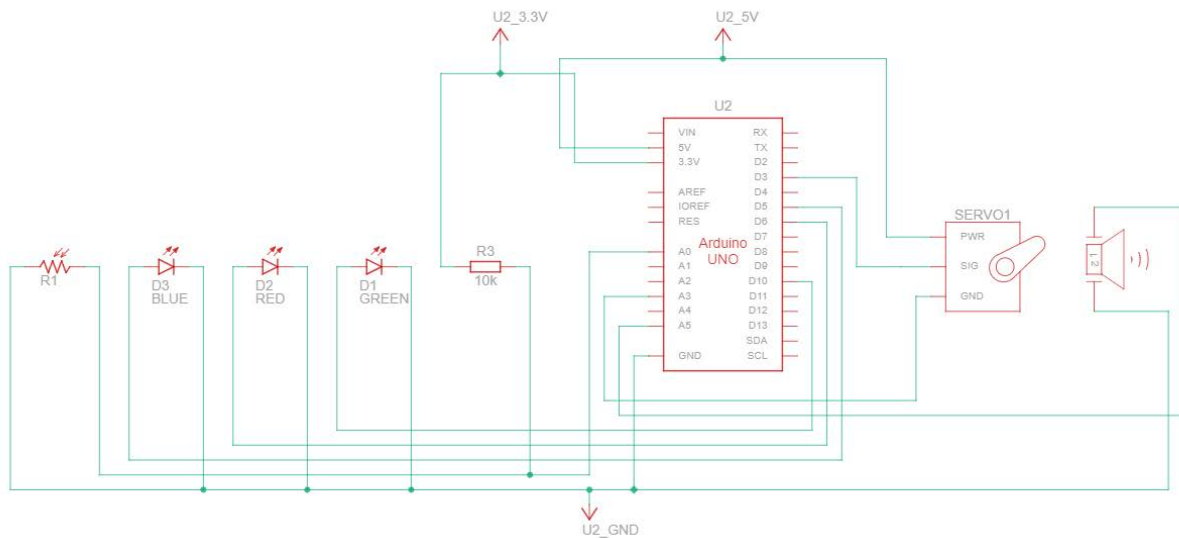 U2_3.3V
U2_5V
U2
VIN
5V
3.3V
AREF
IOREF
RES
A0
A1
A2
A3
A4
A5
GND
Arduino
UNO
RX
TX
D2
D3
D4
D5
D6
D7
D8
D9
D10
D11
D12
D13
SDA
SCL
SERVO1
PWR
SIG
GND
R1
D3
BLUE
D2
RED
D1
GREEN
R3
10k
U2_GND